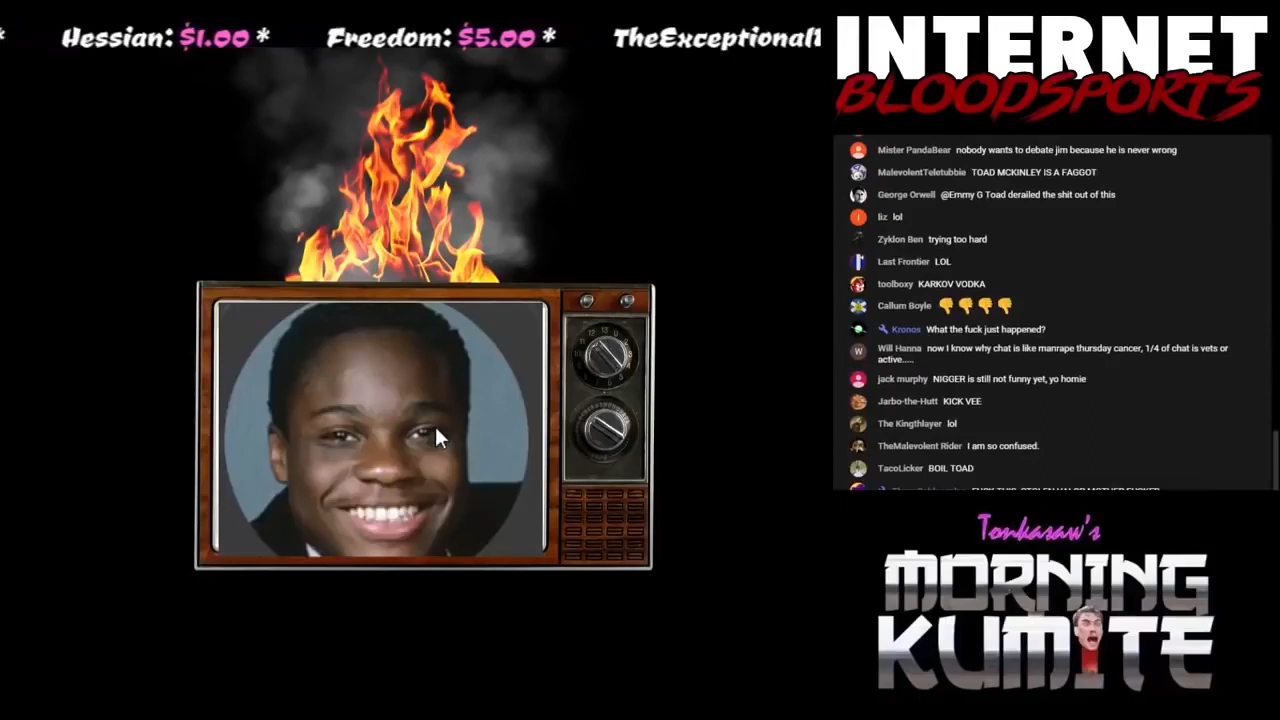 * Hessian: $1.00 * Freedom: $5.00 * TheExceptional1
INTERNET
BLOODSPORTS
Mister PandaBear nobody wants to debate jim because he is never wrong
MalevolentTeletubbie TOAD MCKINLEY IS A FAGGOT
George Orwell @Emmy G Toad derailed the shit out of this
liz lol
Zyklon Ben trying too hard
Last Frontier LOL
toolboxy KARKOV VODKA
Callum Boyle
Kronos What the fuck just happened?
Will Hanna now I know why chat is like manrape thursday cancer, 1/4 of chat is vets or
active.....
jack murphy NIGGER is still not funny yet, yo homie
Jarbo-the-Hutt KICK VEE
The Kingthlayer lol
TheMalevolent Rider I am so confused.
TacoLicker BOIL TOAD
Tonkasaw's
MORNING
KUMITE